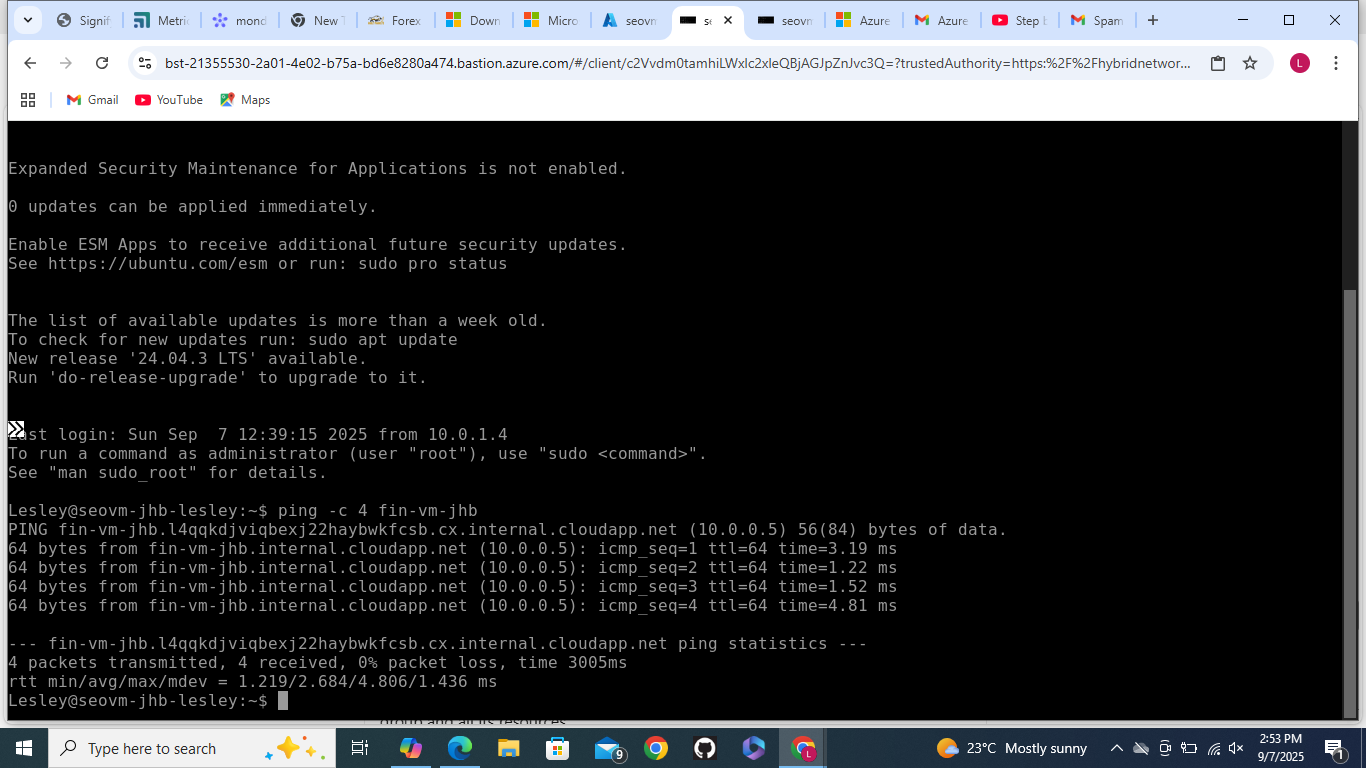 Signif
Metric
mond
New T
Forex
Down
Micro
seovm
se
seovm
Azure
Azure
Step b
Spam
bst-21355530-2a01-4e02-b75a-bd6e8280a474.bastion.azure.com/#/client/c2Vvdm0tamhiLWxlc2xleQBjAGJpZnJvc3Q=?trustedAuthority=https:%2F%2Fhybridnetwor...
L
Gmail
YouTube
Maps
Expanded Security Maintenance for Applications is not enabled.
0 updates can be applied immediately.
Enable ESM Apps to receive additional future security updates.
See https://ubuntu.com/esm or run: sudo pro status
The list of available updates is more than a week old.
To check for new updates run: sudo apt update
New release '24.04.3 LTS' available.
Run 'do-release-upgrade' to upgrade to it.
Last login: Sun Sep  7 12:39:15 2025 from 10.0.1.4
To run a command as administrator (user "root"), use "sudo <command>".
See "man sudo_root" for details.
Lesley@seovm-jhb-lesley:~$ ping -c 4 fin-vm-jhb
PING fin-vm-jhb.l4qqkdjviqbexj22haybwkfcsb.cx.internal.cloudapp.net (10.0.0.5) 56(84) bytes of data.
64 bytes from fin-vm-jhb.internal.cloudapp.net (10.0.0.5): icmp_seq=1 ttl=64 time=3.19 ms
64 bytes from fin-vm-jhb.internal.cloudapp.net (10.0.0.5): icmp_seq=2 ttl=64 time=1.22 ms
64 bytes from fin-vm-jhb.internal.cloudapp.net (10.0.0.5): icmp_seq=3 ttl=64 time=1.52 ms
64 bytes from fin-vm-jhb.internal.cloudapp.net (10.0.0.5): icmp_seq=4 ttl=64 time=4.81 ms
--- fin-vm-jhb.l4qqkdjviqbexj22haybwkfcsb.cx.internal.cloudapp.net ping statistics ---
4 packets transmitted, 4 received, 0% packet loss, time 3005ms
rtt min/avg/max/mdev = 1.219/2.684/4.806/1.436 ms
Lesley@seovm-jhb-lesley:~$
group and all its resources
Type here to search
9
L
23°C Mostly sunny
2:53 PM
9/7/2025
1